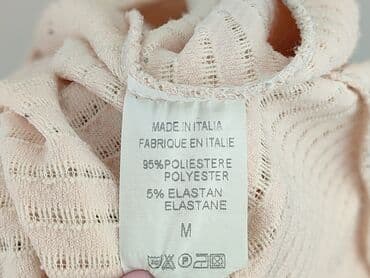 MADE IN ITALIA
FABRIQUE EN ITALIE
95% POLIESTERE
POLYESTER
5% ELASTAN
ELASTANE
M